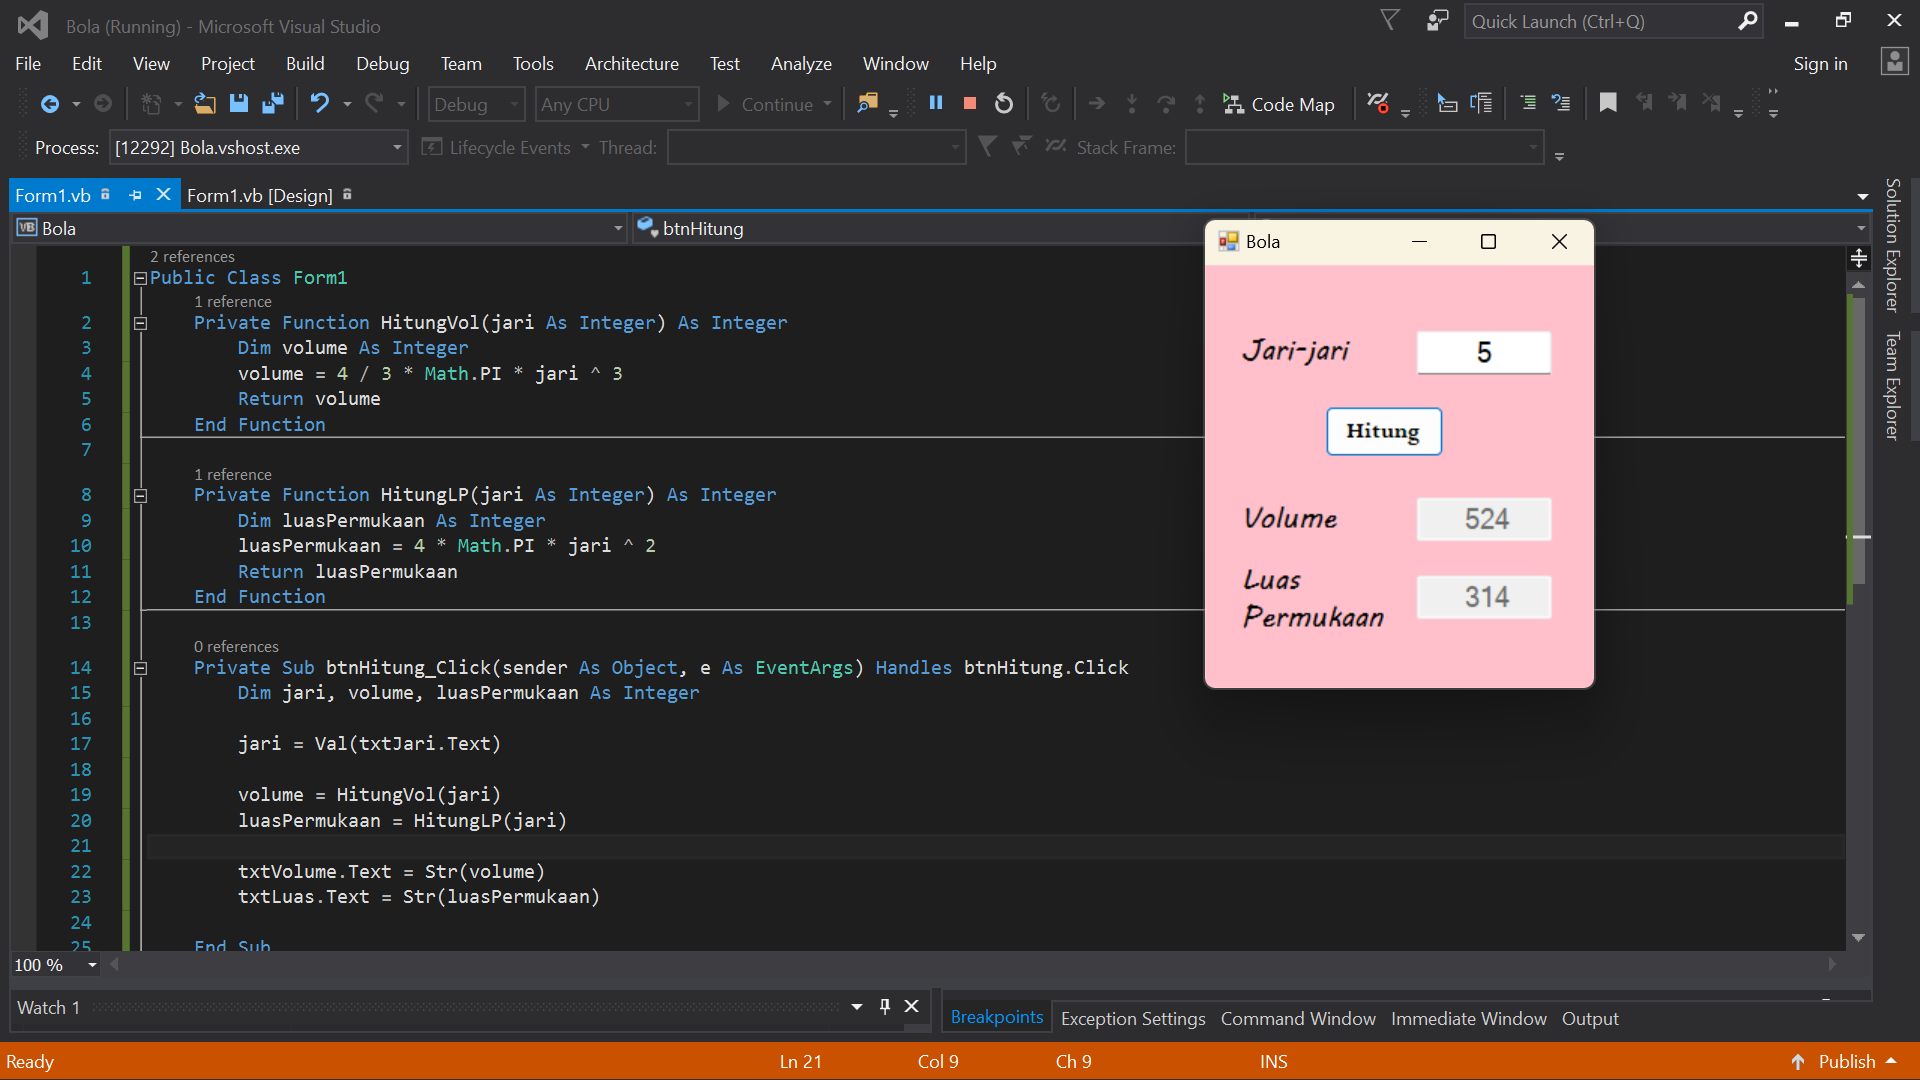 Bola (Running) - Microsoft Visual Studio
Quick Launch (Ctrl+Q)
File Edit View Project Build Debug Team Tools Architecture Test Analyze Window Help
Sign in
Debug Any CPU Continue Code Map
Process: [12292] Bola.vshost.exe Lifecycle Events Thread: Stack Frame:
Form1.vb Form1.vb [Design]
VB Bola btnHitung
2 references
1 Public Class Form1
1 reference
2 Private Function HitungVol(jari As Integer) As Integer
3 Dim volume As Integer
4 volume = 4 / 3 * Math.PI * jari ^ 3
5 Return volume
6 End Function
7
1 reference
8 Private Function HitungLP(jari As Integer) As Integer
9 Dim luasPermukaan As Integer
10 luasPermukaan = 4 * Math.PI * jari ^ 2
11 Return luasPermukaan
12 End Function
13
0 references
14 Private Sub btnHitung_Click(sender As Object, e As EventArgs) Handles btnHitung.Click
15 Dim jari, volume, luasPermukaan As Integer
16
17 jari = Val(txtJari.Text)
18
19 volume = HitungVol(jari)
20 luasPermukaan = HitungLP(jari)
21
22 txtVolume.Text = Str(volume)
23 txtLuas.Text = Str(luasPermukaan)
24
25 End Sub
Bola
Jari-jari 5
Hitung
Volume 524
Luas
Permukaan 314
Solution Explorer
Team Explorer
100 %
Watch 1
Breakpoints Exception Settings Command Window Immediate Window Output
Ready Ln 21 Col 9 Ch 9 INS Publish